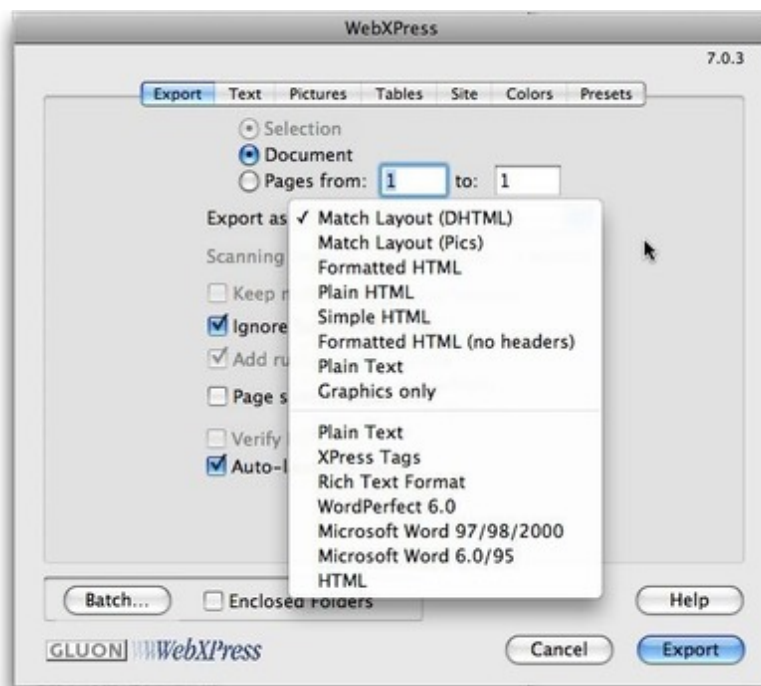 WebXPress
7.0.3
Export Text Pictures Tables Site Colors Presets
Selection
Document
Pages from: 1 to: 1
Export as
✓ Match Layout (DHTML)
Match Layout (Pics)
Formatted HTML
Plain HTML
Simple HTML
Formatted HTML (no headers)
Plain Text
Graphics only
Plain Text
XPress Tags
Rich Text Format
WordPerfect 6.0
Microsoft Word 97/98/2000
Microsoft Word 6.0/95
HTML
Scanning
Keep
Ignore
Add
Page
Verify
Batch... Enclosed Folders Help
GLUON WebXPress Cancel Export